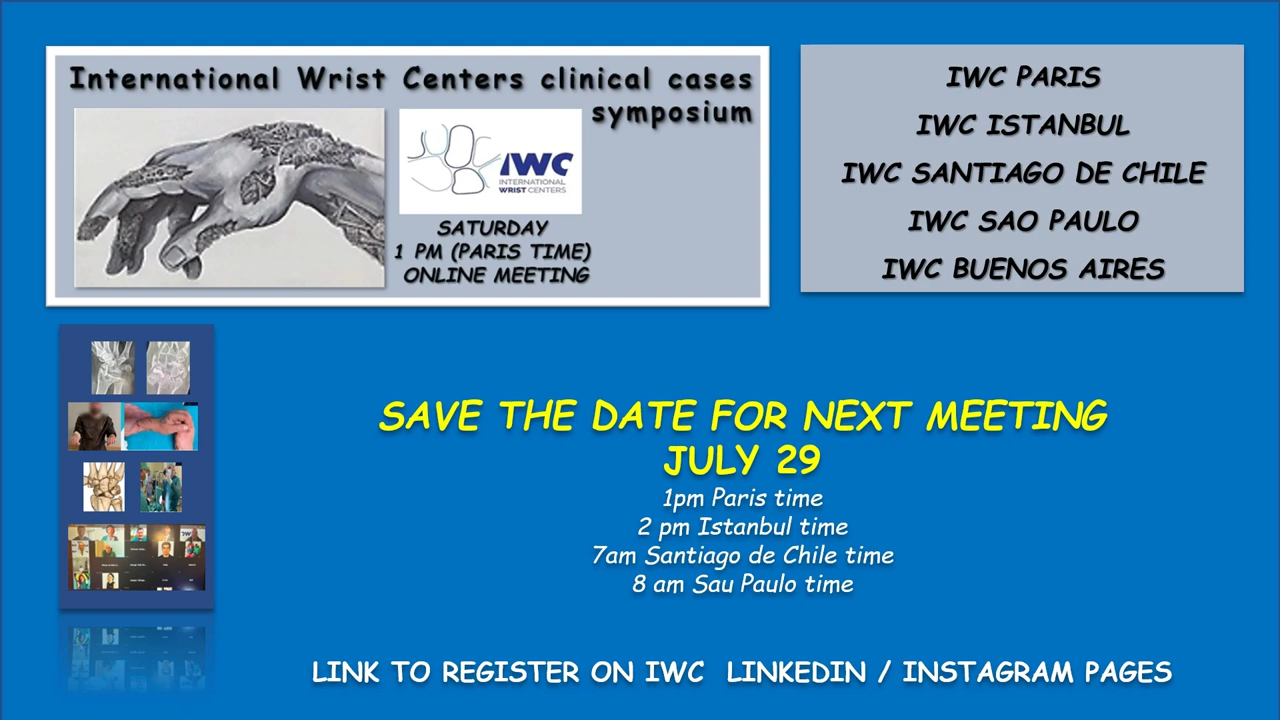 International Wrist Centers clinical cases
symposium
IWC
INTERNATIONAL
WRIST CENTERS
SATURDAY
1 PM (PARIS TIME)
ONLINE MEETING
IWC PARIS
IWC ISTANBUL
IWC SANTIAGO DE CHILE
IWC SAO PAULO
IWC BUENOS AIRES
SAVE THE DATE FOR NEXT MEETING
JULY 29
1pm Paris time
2 pm Istanbul time
7am Santiago de Chile time
8 am Sau Paulo time
LINK TO REGISTER ON IWC LINKEDIN / INSTAGRAM PAGES